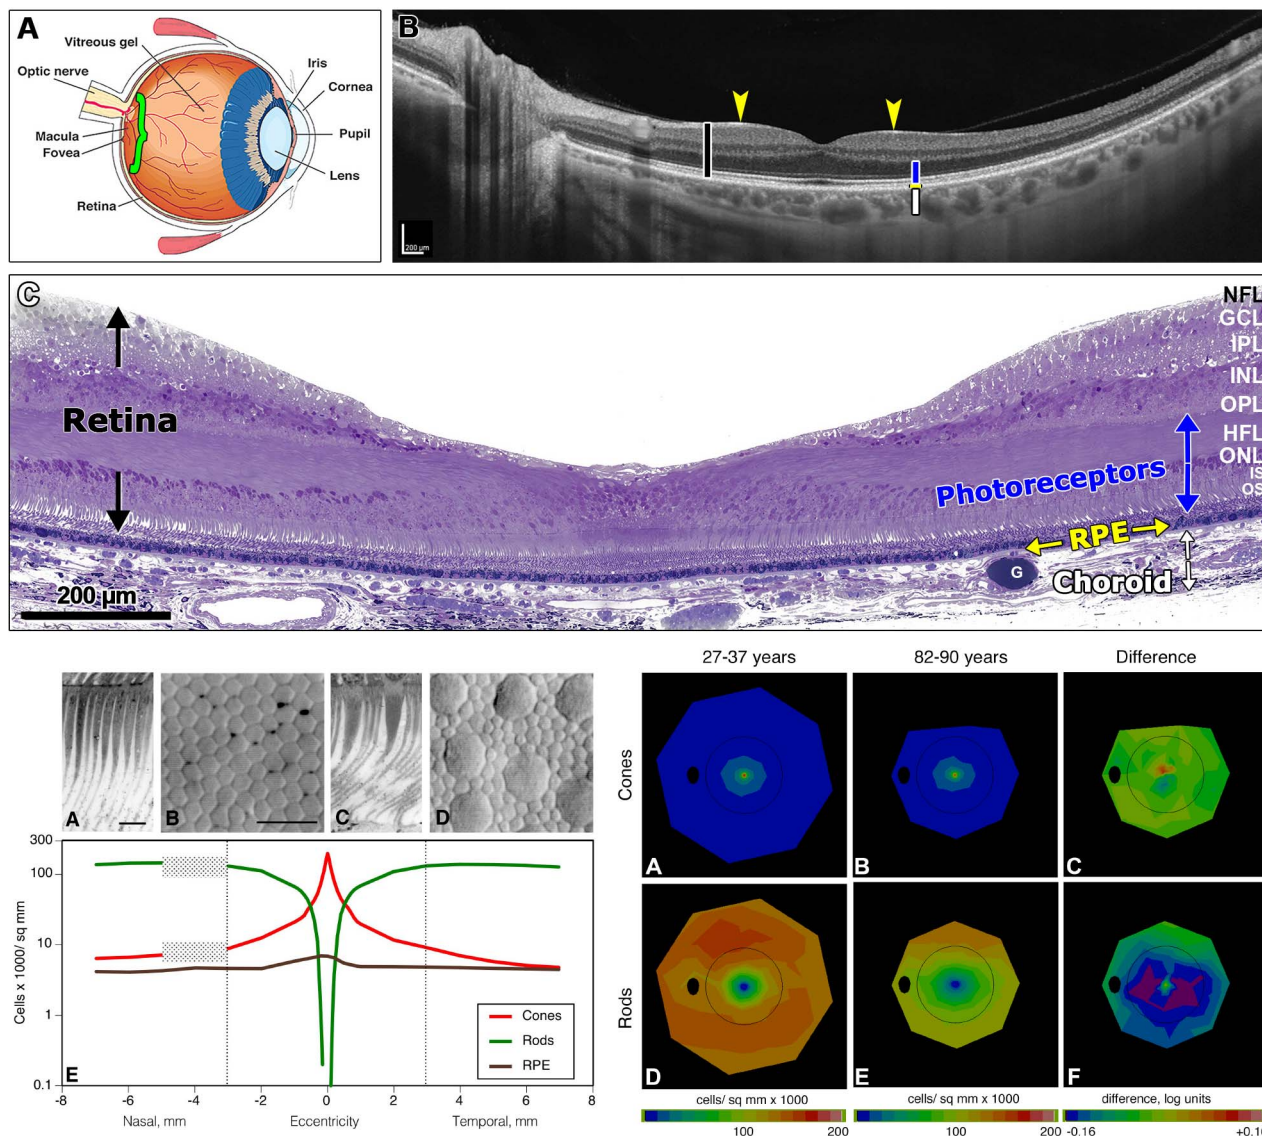 A
Vitreous gel
Optic nerve
Macula
Fovea
Retina
Iris
Cornea
Pupil
Lens
B
200 µm
C
Retina
200 µm
NFL
GCL
IPL
INL
OPL
HFL
ONL
IS
OS
Photoreceptors
RPE
G
Choroid
A
B
C
D
300
100
10
1
0.1
Cells x 1000/ sq mm
E
Cones
Rods
RPE
-8 -6 -4 -2 0 2 4 6 8
Nasal, mm Eccentricity Temporal, mm
27-37 years 82-90 years Difference
Cones
A B C
Rods
D E F
cells/ sq mm x 1000 cells/ sq mm x 1000 difference, log units
100 200 100 200 -0.16